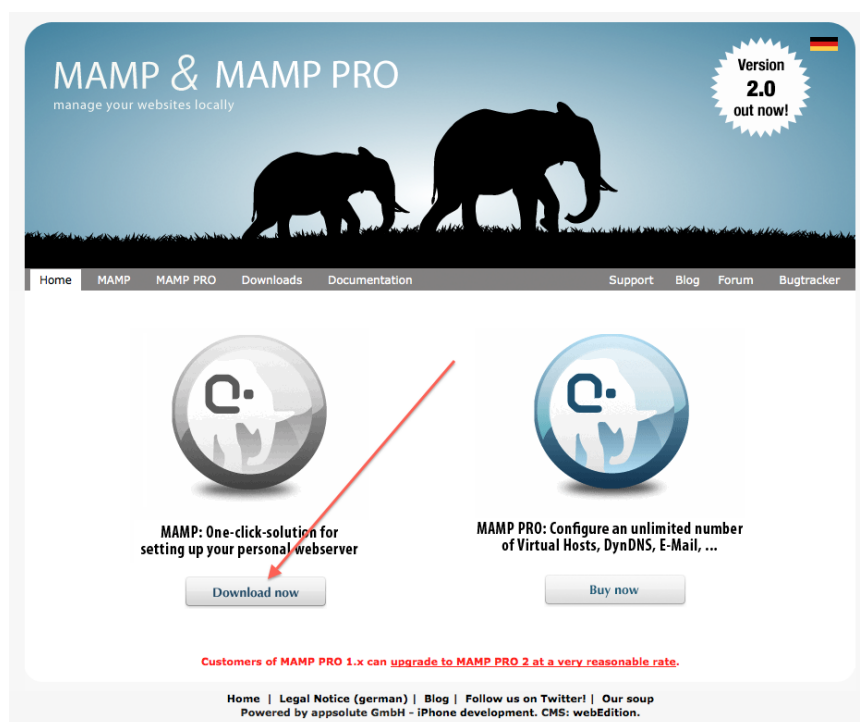 MAMP & MAMP PRO
manage your websites locally
Version
2.0
out now!
Home MAMP MAMP PRO Downloads Documentation Support Blog Forum Bugtracker
MAMP: One-click-solution for
setting up your personal webserver
Download now
MAMP PRO: Configure an unlimited number
of Virtual Hosts, DynDNS, E-Mail, ...
Buy now
Customers of MAMP PRO 1.x can upgrade to MAMP PRO 2 at a very reasonable rate.
Home | Legal Notice (german) | Blog | Follow us on Twitter! | Our soup
Powered by appsolute GmbH - iPhone development. CMS: webEdition.